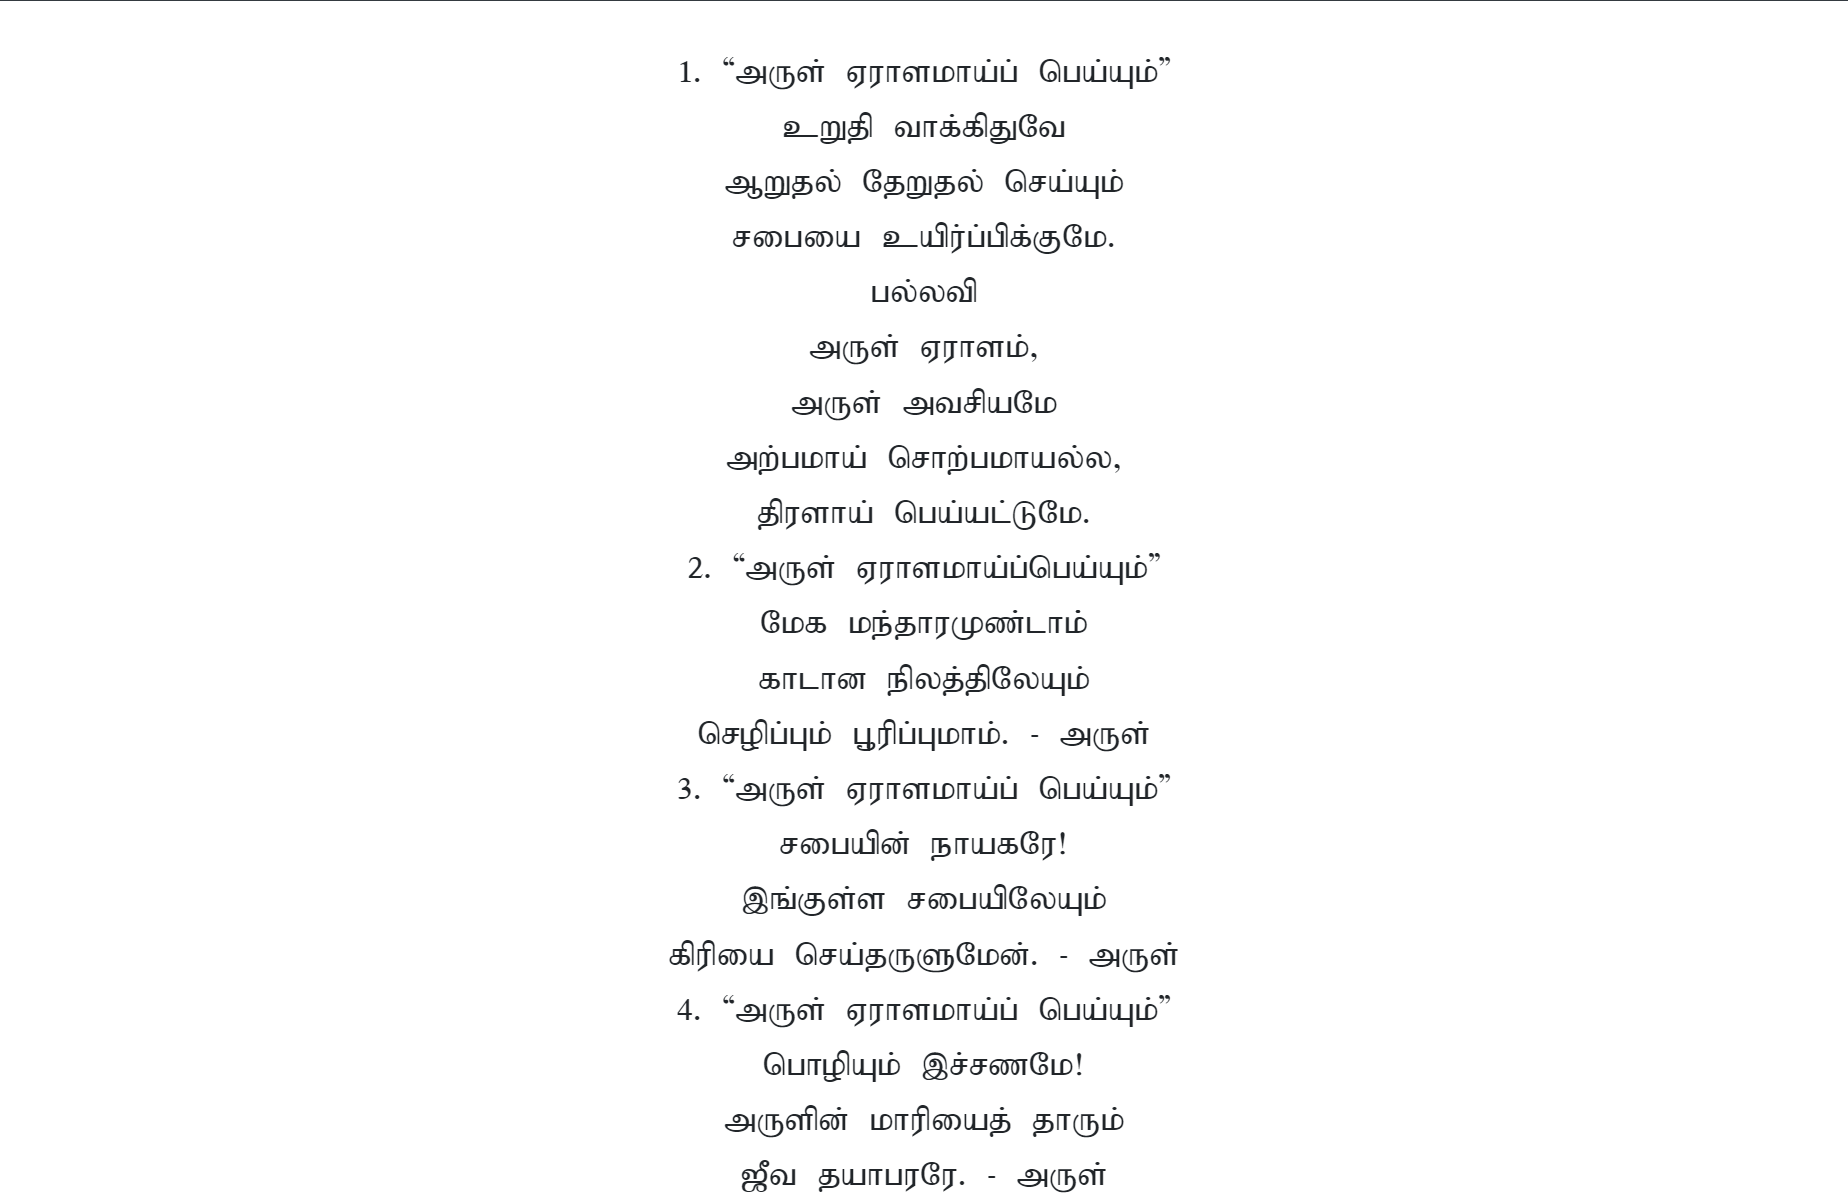 1. “அருள் ஏராளமாய்ப் பெய்யும்”
உறுதி வாக்கிதுவே
ஆறுதல் தேறுதல் செய்யும்
சபையை உயிர்ப்பிக்குமே.
பல்லவி
அருள் ஏராளம்,
அருள் அவசியமே
அற்பமாய் சொற்பமாயல்ல,
திரளாய் பெய்யட்டுமே.
2. “அருள் ஏராளமாய்ப்பெய்யும்”
மேக மந்தாரமுண்டாம்
காடான நிலத்திலேயும்
செழிப்பும் பூரிப்புமாம். - அருள்
3. “அருள் ஏராளமாய்ப் பெய்யும்”
சபையின் நாயகரே!
இங்குள்ள சபையிலேயும்
கிரியை செய்தருளுமேன். - அருள்
4. “அருள் ஏராளமாய்ப் பெய்யும்”
பொழியும் இச்சணமே!
அருளின் மாரியைத் தாரும்
ஜீவ தயாபரரே. - அருள்